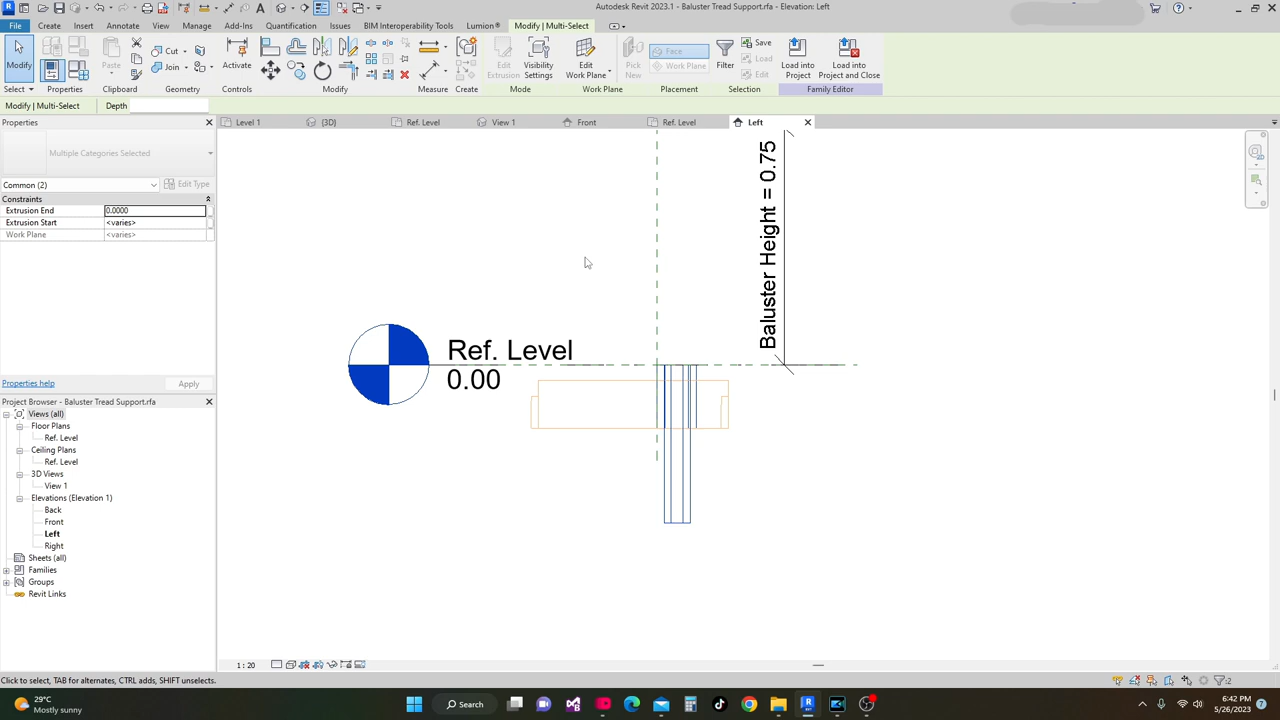 Autodesk Revit 2023.1 - Baluster Tread Support.rfa - Elevation: Left
File Create Insert Annotate View Manage Add-Ins Quantification Issues BIM Interoperability Tools Lumion® Modify | Multi-Select
Modify Paste Cut Join Activate Edit Extrusion Visibility Settings Edit Work Plane Pick New Face Work Plane Filter Save Load Edit Load into Project Load into Project and Close
Select Properties Clipboard Geometry Controls Modify Measure Create Mode Work Plane Placement Selection Family Editor
Modify | Multi-Select Depth
Properties
Level 1 {3D} Ref. Level View 1 Front Ref. Level Left
Multiple Categories Selected
Common (2) Edit Type
Constraints
Extrusion End 0.0000
Extrusion Start <varies>
Work Plane <varies>
Baluster Height = 0.75
Ref. Level
0.00
Properties help Apply
Project Browser - Baluster Tread Support.rfa
Views (all)
Floor Plans
Ref. Level
Ceiling Plans
Ref. Level
3D Views
View 1
Elevations (Elevation 1)
Back
Front
Left
Right
Sheets (all)
Families
Groups
Revit Links
1 : 20
Click to select, TAB for alternates, CTRL adds, SHIFT unselects. :2
29°C
Mostly sunny
Search
6:42 PM
5/26/2023